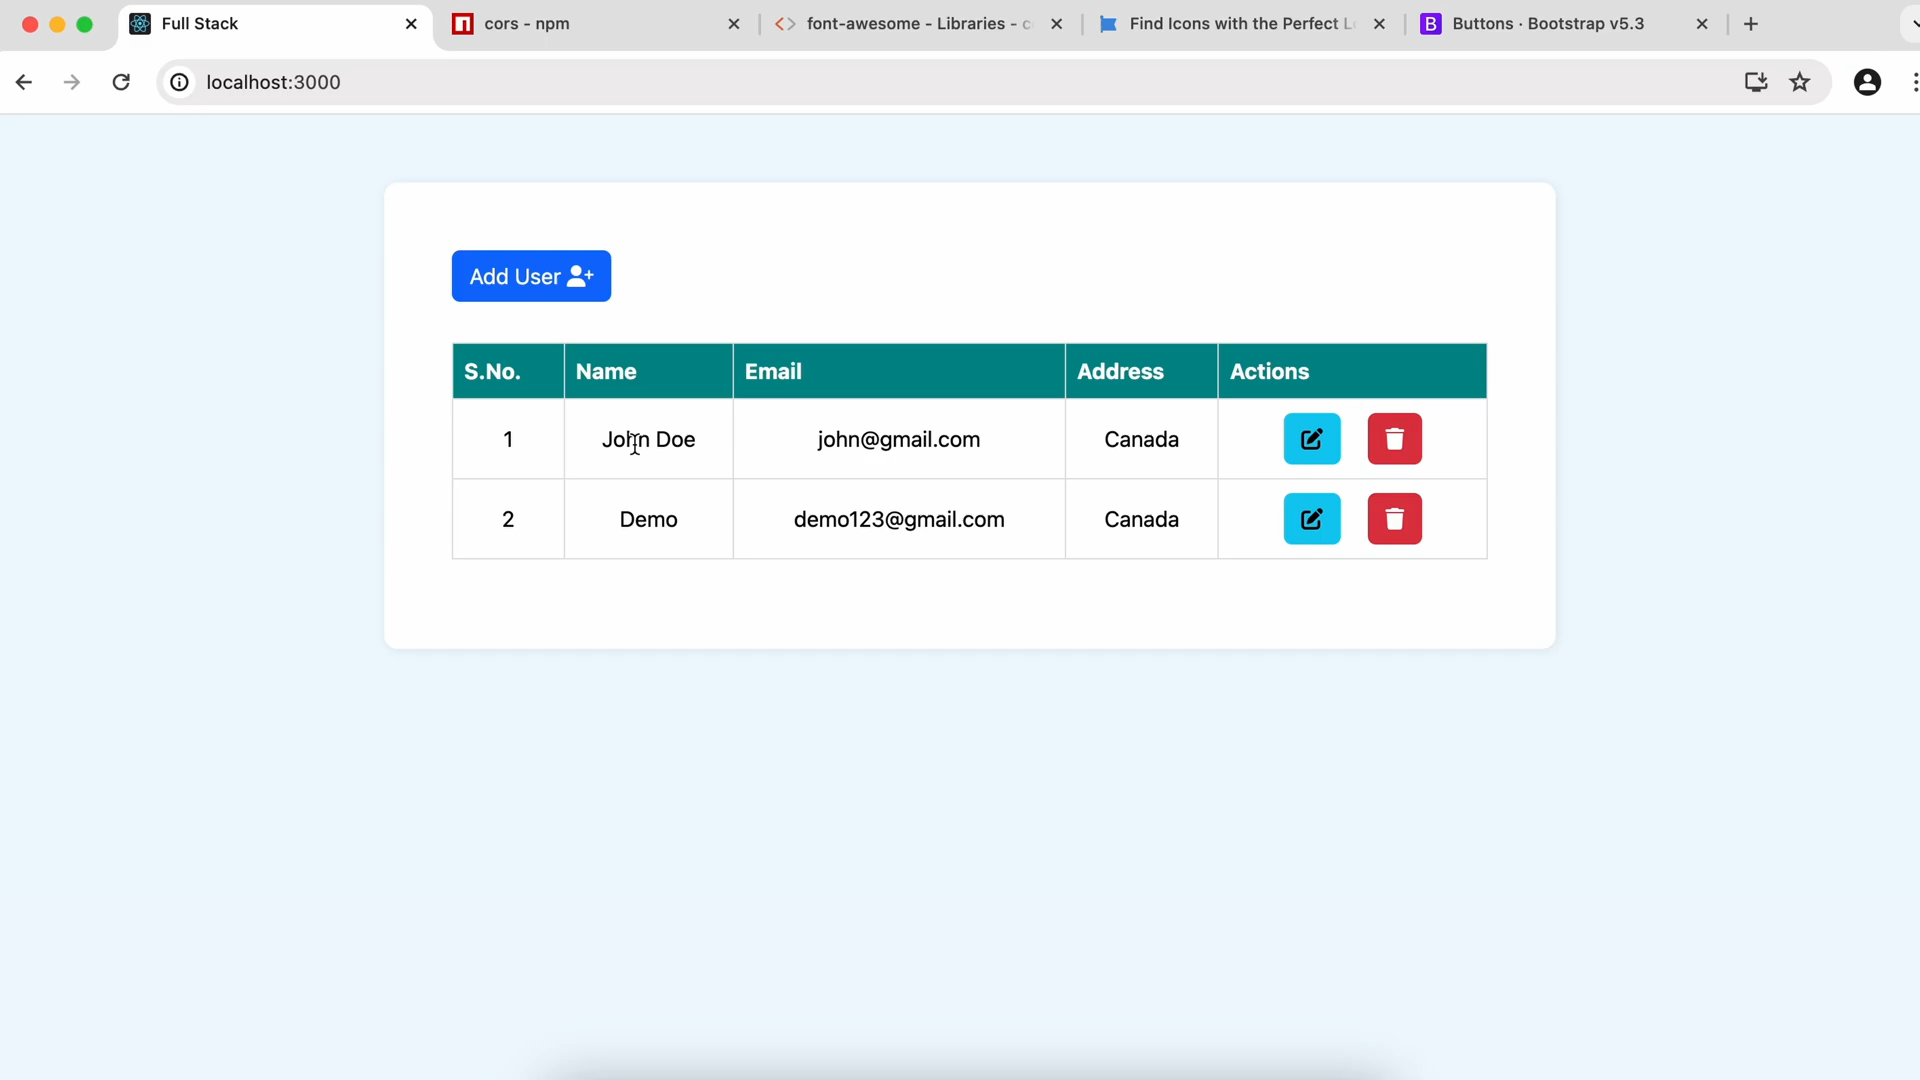 Full Stack
cors - npm
font-awesome - Libraries - c
Find Icons with the Perfect L
B Buttons · Bootstrap v5.3
localhost:3000
Add User
S.No. Name Email Address Actions
1 John Doe john@gmail.com Canada
2 Demo demo123@gmail.com Canada